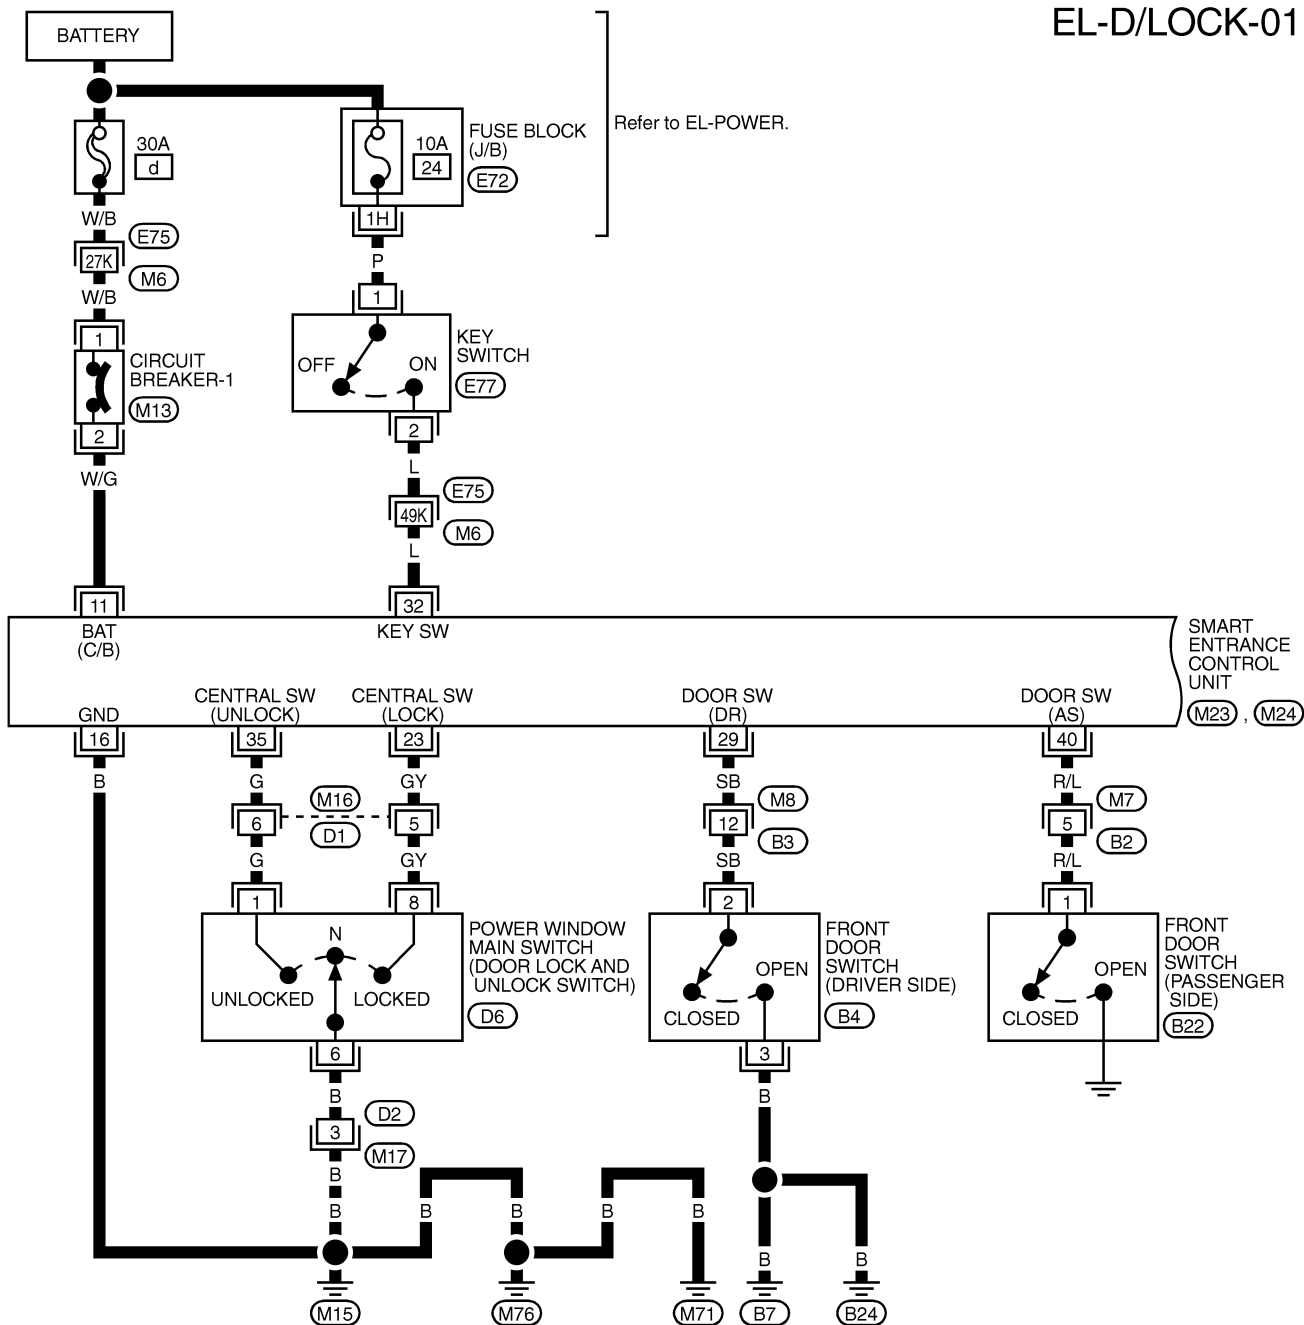 EL-D/LOCK-01
BATTERY
Refer to EL-POWER.
30A
d
10A
24
FUSE BLOCK
(J/B)
E72
1H
W/B
E75
27K
M6
W/B
P
1
1
CIRCUIT
BREAKER-1
M13
2
W/G
OFF
ON
KEY
SWITCH
E77
2
L
E75
49K
M6
L
11
32
BAT
(C/B)
KEY SW
SMART
ENTRANCE
CONTROL
UNIT
M23 , M24
GND
CENTRAL SW
(UNLOCK)
CENTRAL SW
(LOCK)
DOOR SW
(DR)
DOOR SW
(AS)
16
35
23
29
40
B
G
GY
SB
R/L
M16
M8
M7
6
5
12
5
D1
B3
B2
G
GY
SB
R/L
1
8
2
1
N
UNLOCKED
LOCKED
POWER WINDOW
MAIN SWITCH
(DOOR LOCK AND
UNLOCK SWITCH)
D6
OPEN
CLOSED
FRONT
DOOR
SWITCH
(DRIVER SIDE)
B4
OPEN
CLOSED
FRONT
DOOR
SWITCH
(PASSENGER
SIDE)
B22
6
3
B
B
D2
3
M17
B
B
B
B
B
B
B
B
M15
M76
M71
B7
B24